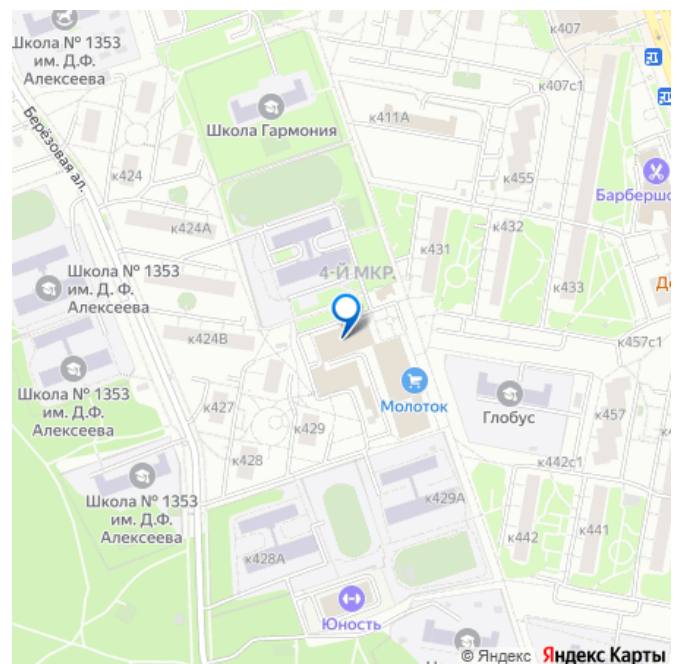 к407
Школа № 1353
им. Д.Ф.
Алексеева
к407с1
Школа Гармония
к411А
Берёзовая ал.
к424
к455
Барбершо
к424А
к432
к431
4-Й МКР.
Школа № 1353
им. Д. Ф.
Алексеева
к433
До
к424В
к457с1
Школа № 1353
им. Д.Ф.
Алексеева
Молоток
Глобус
к427
к457
к429
к428
к442с1
Школа № 1353
им. Д.Ф.
Алексеева
к429А
к442
к441
к428А
Юность
© Яндекс Яндекс Карты